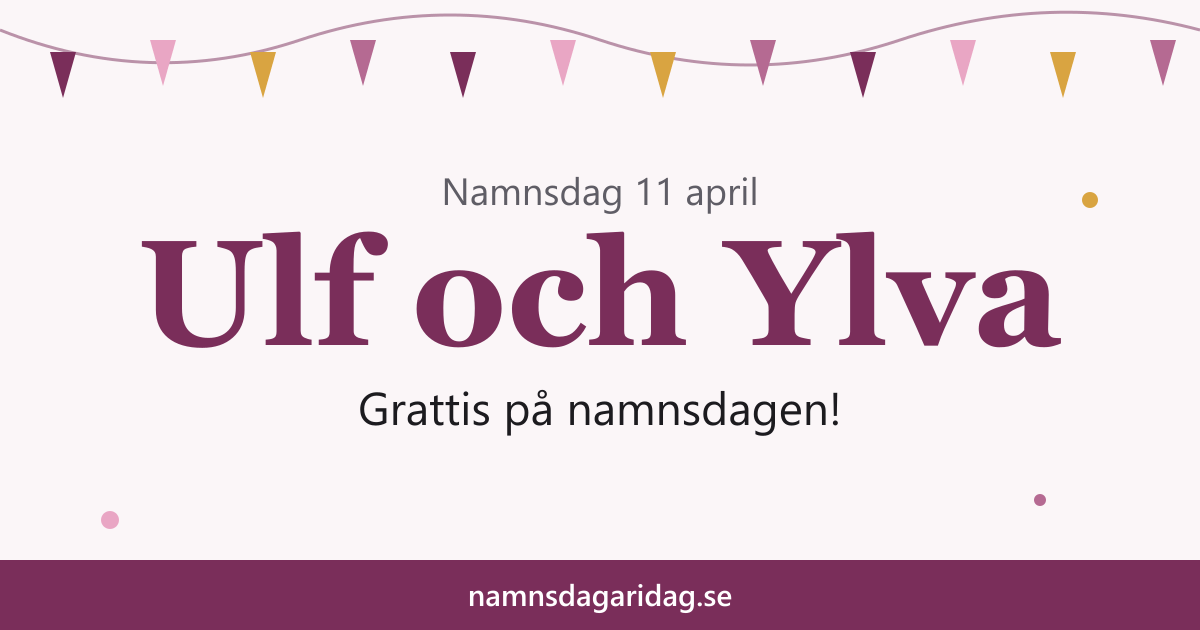 Namnsdag 11 april
Ulf och Ylva
Grattis på namnsdagen!
namnsdagaridag.se